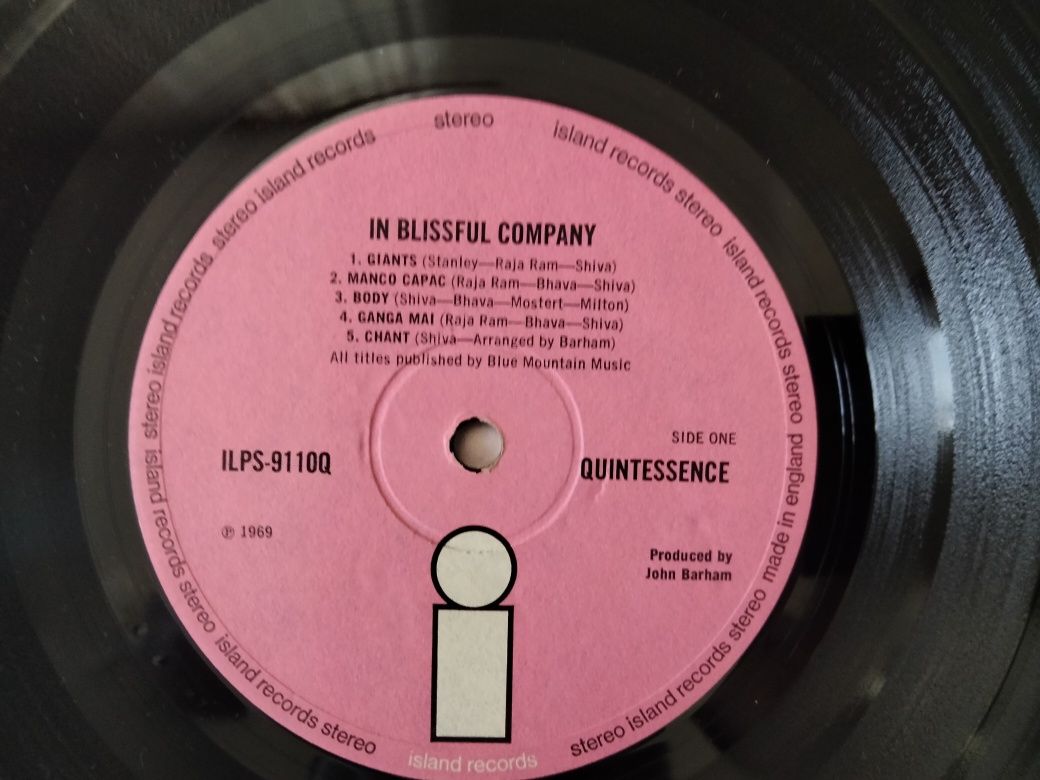 stereo
island records stereo island records stereo made in england
stereo island records stereo island records stereo island records stereo island records
stereo island records stereo
island records
IN BLISSFUL COMPANY
1. GIANTS (Stanley—Raja Ram—Shiva)
2. MANCO CAPAC (Raja Ram—Bhava—Shiva)
3. BODY (Shiva—Bhava—Mostert—Milton)
4. GANGA MAI (Raja Ram—Bhava—Shiva)
5. CHANT (Shiva—Arranged by Barham)
All titles published by Blue Mountain Music
SIDE ONE
ILPS-9110Q
QUINTESSENCE
℗ 1969
Produced by
John Barham